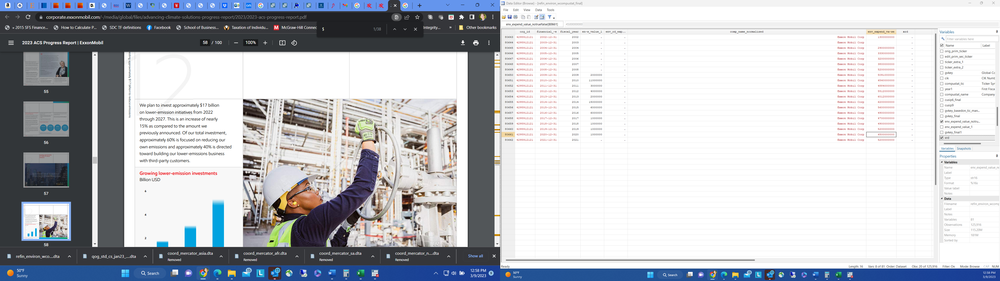 corporate.exxonmobil.com/-/media/global/files/advancing-climate-solutions-progress-report/2023/2023-acs-progress-report.pdf
» 2015 SFS Finance...
How to Calculate P...
SDC TF definitions
Facebook
School of Business...
Taxation of Individu...
McGraw-Hill Connec
$
1/38
Integrity...
»
Other bookmarks
2023 ACS Progress Report | ExxonMobil
58 / 100
100%
55
56
57
58
esting approximately $17 billion to reduce emissions
12
We plan to invest approximately $17 billion
on lower-emission initiatives from 2022
through 2027. This is an increase of nearly
15% as compared to the amount we
previously announced. Of our total investment,
approximately 60% is focused on reducing our
own emissions and approximately 40% is directed
toward building our lower-emissions business
with third-party customers.
Growing lower-emission investments
Billion USD
6
4
2
refin_environ_wco....dta
qog_std_cs_jan23_....dta
coord_mercator_asia.dta
Removed
coord_mercator_afr.dta
Removed
coord_mercator_sa.dta
Removed
coord_mercator_n....dta
Removed
Show all
50°F
Sunny
Search
15
12:58 PM
3/9/2023
9
Data Editor (Browse) - [refin_environ_wcompustat_final]
File Edit View Data Tools
env_expend_value_notruefalse[80661] 4500000000
org_id financial_~e fiscal_year en~s_value_1 env_rd_exp.. comp_name_normalized env_expend_va~se xrd
80643 4295912121 2002-12-31 2002 . . Exxon Mobil Corp 1300000000 .
80644 4295912121 2003-12-31 2003 . . Exxon Mobil Corp .
80645 4295912121 2004-12-31 2004 . . Exxon Mobil Corp 2900000000 .
80646 4295912121 2005-12-31 2005 . . Exxon Mobil Corp 3330000000 .
80647 4295912121 2006-12-31 2006 . . Exxon Mobil Corp 3200000000 .
80648 4295912121 2007-12-31 2007 . . Exxon Mobil Corp 3800000000 .
80649 4295912121 2008-12-31 2008 . . Exxon Mobil Corp 5200000000 .
80650 4295912121 2009-12-31 2009 2000000 . Exxon Mobil Corp 5091000000 .
80651 4295912121 2010-12-31 2010 11000000 . Exxon Mobil Corp 4540000000 .
80652 4295912121 2011-12-31 2011 3000000 . Exxon Mobil Corp 4884000000 .
80653 4295912121 2012-12-31 2012 4000000 . Exxon Mobil Corp 5512000000 .
80654 4295912121 2013-12-31 2013 2000000 . Exxon Mobil Corp 6012000000 .
80655 4295912121 2014-12-31 2014 15000000 . Exxon Mobil Corp 6200000000 .
80656 4295912121 2015-12-31 2015 6000000 . Exxon Mobil Corp 5600000000 .
80657 4295912121 2016-12-31 2016 6000000 . Exxon Mobil Corp 4900000000 .
80658 4295912121 2017-12-31 2017 1000000 . Exxon Mobil Corp 4700000000 .
80659 4295912121 2018-12-31 2018 1000000 . Exxon Mobil Corp 4900000000 .
80660 4295912121 2019-12-31 2019 1000000 . Exxon Mobil Corp 5200000000 .
80661 4295912121 2020-12-31 2020 1000000 . Exxon Mobil Corp 4500000000 .
80662 4295912121 2021-12-31 2021 . . Exxon Mobil Corp 5200000000 .
Variables
Filter variables here
Name Label
orig_prim_ticker
edit_prim_sec_ticker
ticker_extra_1
ticker_extra_2
gvkey Global Co
cik CIK Numb
compustat_tic Ticker Syr
year1 First Fisca
compustat_name Company
cusip6_final
cusip9
gvkey_basedon_tic_man...
gvkey_final
env_expend_value_notru...
env_expend_value_1
gvkey_final1
xrd
Variables Snapshots
Properties
Variables
Name env_expend_value_no
Label
Type str16
Format %16s
Value label
Notes
Data
Filename refin_environ_wcomp
Label
Notes
Variables 81
Observations 125,916
Size 115.20M
Memory 181M
Sorted by
Ready
Length: 16 Vars: 8 of 81 Order: Dataset Obs: 20 of 125,916 Filter: On Mode: Browse CAP NUM
50°F
Sunny
Search
15
12:58 PM
3/9/2023